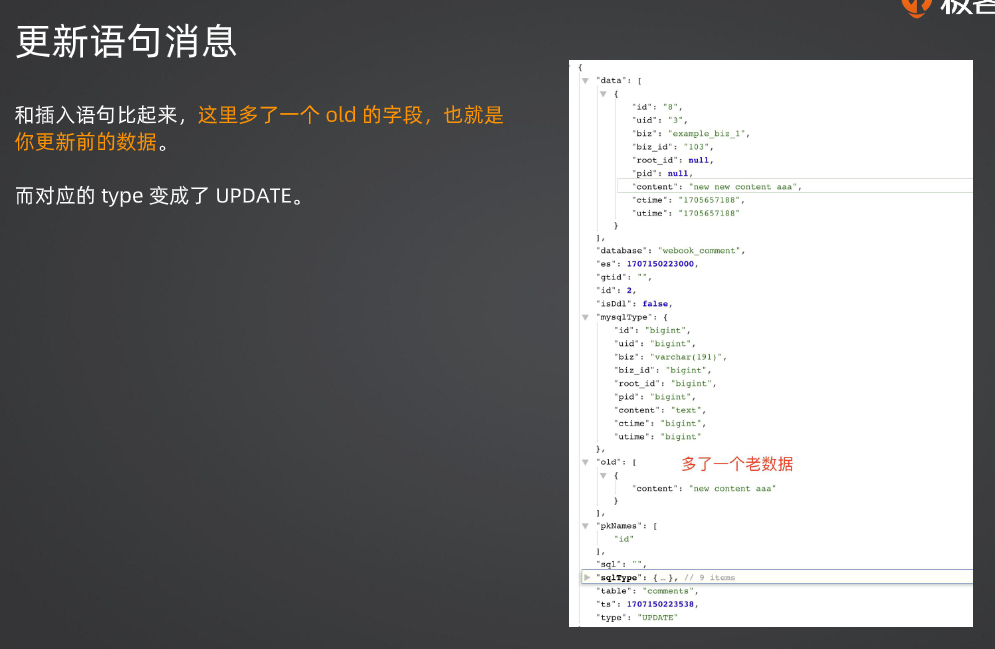 极客
更新语句消息
和插入语句比起来，这里多了一个 old 的字段，也就是
你更新前的数据。
而对应的 type 变成了 UPDATE。
{
"data": [
{
"id": "8",
"uid": "3",
"biz": "example_biz_1",
"biz_id": "103",
"root_id": null,
"pid": null,
"content": "new new content aaa",
"ctime": "1705657188",
"utime": "1705657188"
}
],
"database": "webook_comment",
"es": 1707150223000,
"gtid": "",
"id": 2,
"isDdl": false,
"mysqlType": {
"id": "bigint",
"uid": "bigint",
"biz": "varchar(191)",
"biz_id": "bigint",
"root_id": "bigint",
"pid": "bigint",
"content": "text",
"ctime": "bigint",
"utime": "bigint"
},
"old": [ 多了一个老数据
{
"content": "new content aaa"
}
],
"pkNames": [
"id"
],
"sql": "",
"sqlType": { … }, // 9 items
"table": "comments",
"ts": 1707150223538,
"type": "UPDATE"